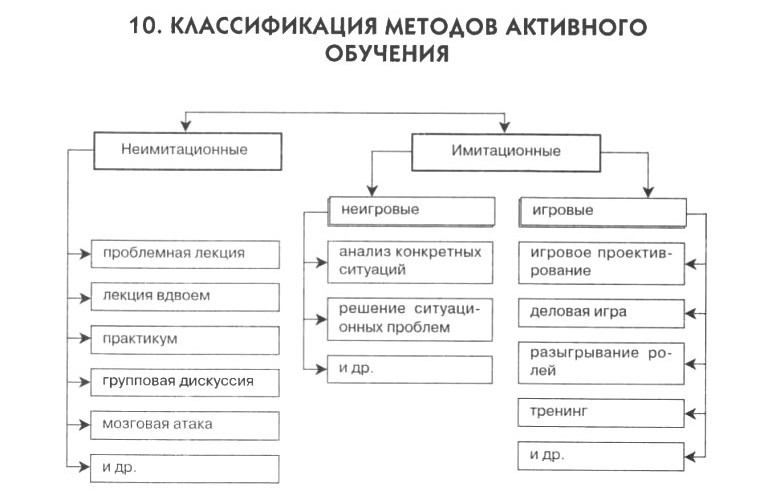 10. КЛАССИФИКАЦИЯ МЕТОДОВ АКТИВНОГО
ОБУЧЕНИЯ
Неимитационные
Имитационные
неигровые
игровые
проблемная лекция
лекция вдвоем
практикум
групповая дискуссия
мозговая атака
и др.
анализ конкретных
ситуаций
решение ситуаци-
онных проблем
и др.
игровое проектив-
рование
деловая игра
разыгрывание ро-
лей
тренинг
и др.